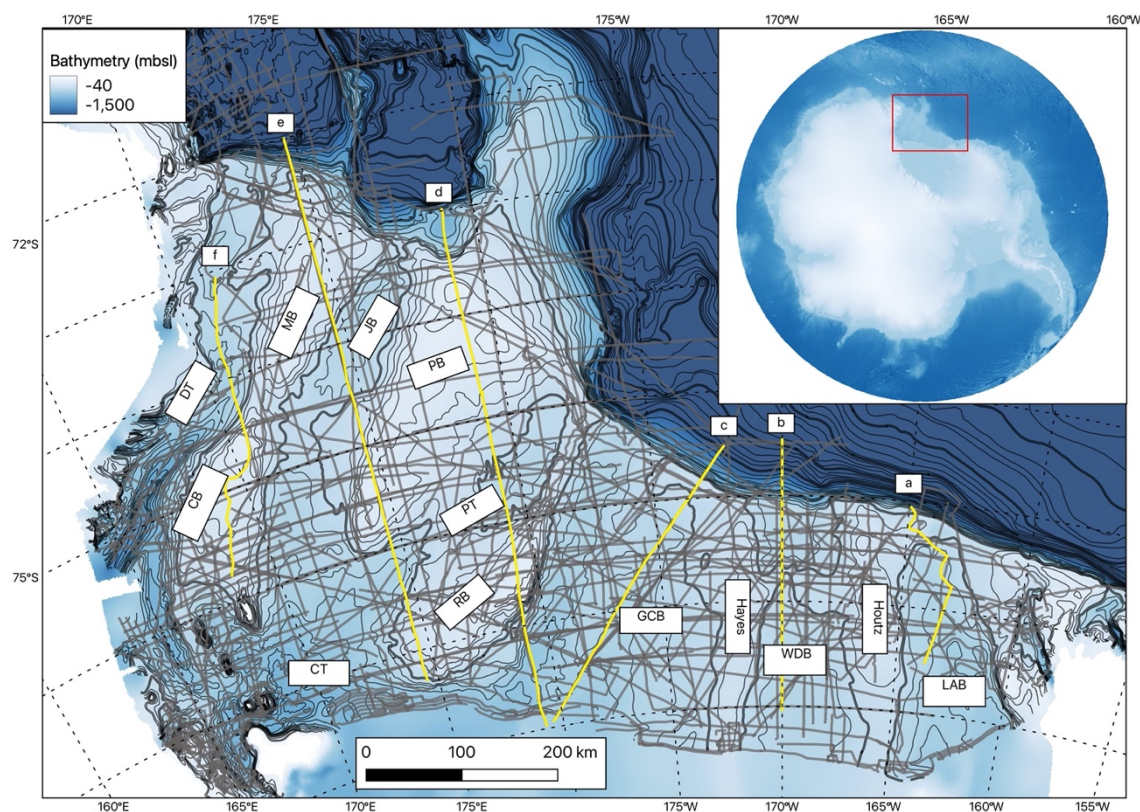 170°E 175°E 175°W 170°W 165°W 160°W
Bathymetry (mbsl)
-40
-1,500
e
d
72°S
f
MB
JB
PB
DT
c
b
CB
a
PT
75°S
RB
GCB
Hayes
WDB
Houtz
CT
LAB
0 100 200 km
160°E 165°E 170°E 175°E 175°W 170°W 165°W 155°W